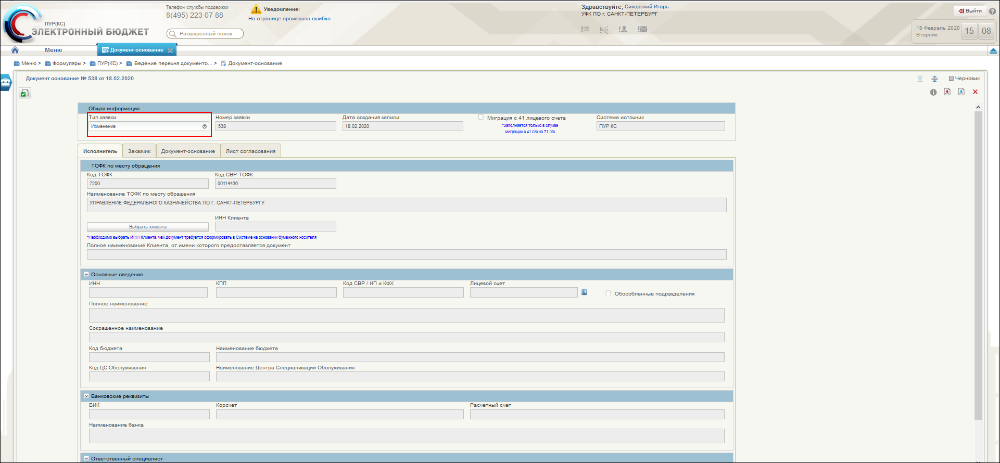 ПУР(КС)
ЭЛЕКТРОННЫЙ БЮДЖЕТ
Телефон службы поддержки
8(495) 223 07 88
Расширенный поиск
Уведомление:
На странице произошла ошибка
Здравствуйте, Сикорский Игорь
УФК ПО г. САНКТ-ПЕТЕРБУРГ
Выйти
18 Февраль 2020
Вторник
15 08
Меню
Документ-основание
Меню > Формуляры > ПУР(КС) > Ведение перечня документо... > Документ-основание
Документ основание № 538 от 18.02.2020
Черновик
Общая информация
Тип заявки
Изменение
Номер заявки
538
Дата создания записи
18.02.2020
Миграция с 41 лицевого счета
*Заполняется только в случае
миграции с 41 л/с на 71 л/с
Система источник
ПУР КС
Исполнитель
Заказчик
Документ-основание
Лист согласования
ТОФК по месту обращения
Код ТОФК
7200
Код СВР ТОФК
00114436
Наименование ТОФК по месту обращения
УПРАВЛЕНИЕ ФЕДЕРАЛЬНОГО КАЗНАЧЕЙСТВА ПО Г. САНКТ-ПЕТЕРБУРГУ
Выбрать клиента
ИНН Клиента
*Необходимо выбрать ИНН Клиента, чей документ требуется сформировать в Системе на основании бумажного носителя
Полное наименование Клиента, от имени которого предоставляется документ
Основные сведения
ИНН
КПП
Код СВР / ИП и КФХ
Лицевой счет
Обособленные подразделения
Полное наименование
Сокращенное наименование
Код бюджета
Наименование бюджета
Код ЦС Обслуживания
Наименование Центра Специализации Обслуживания
Банковские реквизиты
БИК
Корсчет
Расчетный счет
Наименование банка
Ответственный специалист